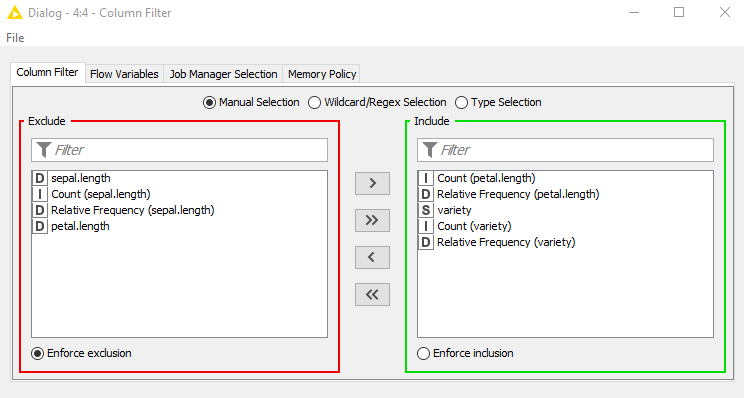 Dialog - 4:4 - Column Filter
File
Column Filter
Flow Variables
Job Manager Selection
Memory Policy
Manual Selection
Wildcard/Regex Selection
Type Selection
Exclude
Filter
D sepal.length
I Count (sepal.length)
D Relative Frequency (sepal.length)
D petal.length
Enforce exclusion
>
>>
<
<<
Include
Filter
I Count (petal.length)
D Relative Frequency (petal.length)
S variety
I Count (variety)
D Relative Frequency (variety)
Enforce inclusion